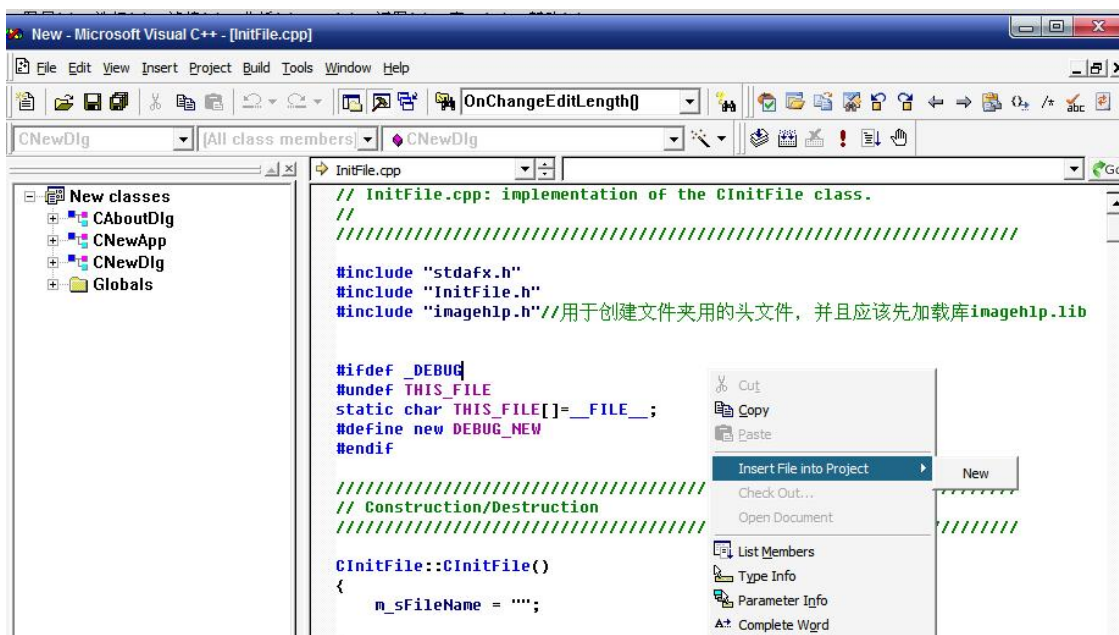 New - Microsoft Visual C++ - [InitFile.cpp]
File Edit View Insert Project Build Tools Window Help
OnChangeEditLength()
CNewDlg [All class members] CNewDlg
InitFile.cpp Go
New classes
CAboutDlg
CNewApp
CNewDlg
Globals
// InitFile.cpp: implementation of the CInitFile class.
//
//////////////////////////////////////////////////////////////////////
#include "stdafx.h"
#include "InitFile.h"
#include "imagehlp.h"//用于创建文件夹用的头文件，并且应该先加载库imagehlp.lib
#ifdef _DEBUG
#undef THIS_FILE
static char THIS_FILE[]=__FILE__;
#define new DEBUG_NEW
#endif
//////////////////////////////////////////////////////////////////////
// Construction/Destruction
//////////////////////////////////////////////////////////////////////
CInitFile::CInitFile()
{
m_sFileName = "";
Cut
Copy
Paste
Insert File into Project
New
Check Out...
Open Document
List Members
Type Info
Parameter Info
Complete Word